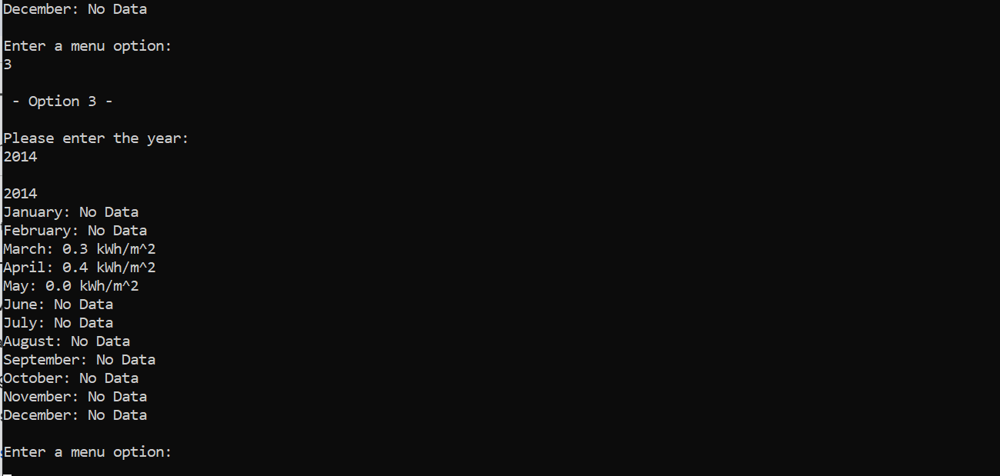 December: No Data
Enter a menu option:
3
- Option 3 -
Please enter the year:
2014
2014
January: No Data
February: No Data
March: 0.3 kWh/m^2
April: 0.4 kWh/m^2
May: 0.0 kWh/m^2
June: No Data
July: No Data
August: No Data
September: No Data
October: No Data
November: No Data
December: No Data
Enter a menu option: